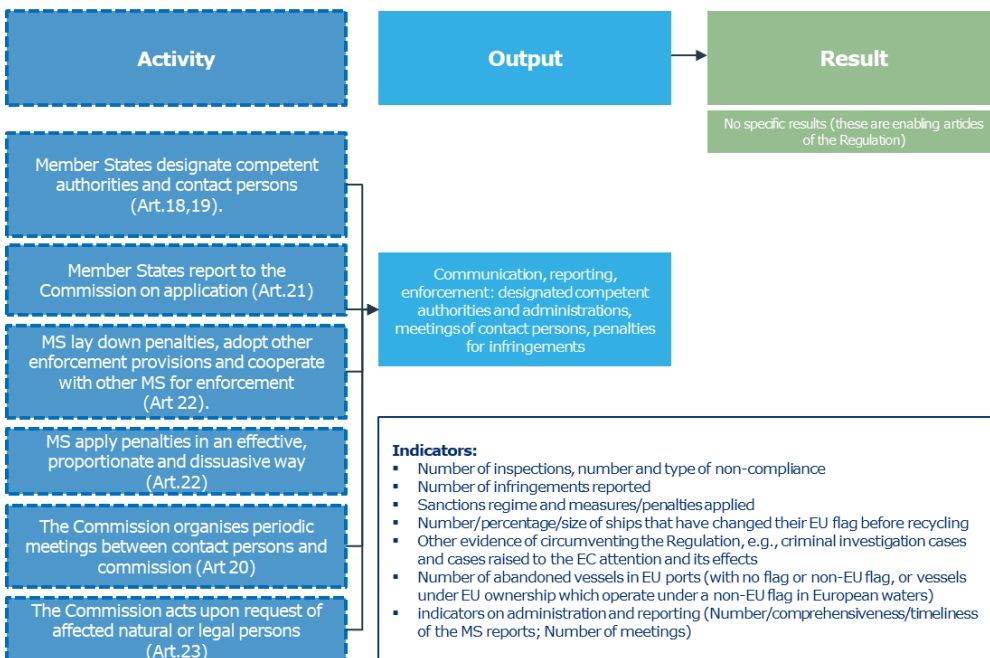 Activity
Output
Result
No specific results (these are enabling articles
of the Regulation)
Member States designate competent
authorities and contact persons
(Art.18,19).
Member States report to the
Commission on application (Art.21)
MS lay down penalties, adopt other
enforcement provisions and cooperate
with other MS for enforcement
(Art 22).
MS apply penalties in an effective,
proportionate and dissuasive way
(Art.22)
The Commission organises periodic
meetings between contact persons and
commission (Art 20)
The Commission acts upon request of
affected natural or legal persons
(Art.23)
Communication, reporting,
enforcement: designated competent
authorities and administrations,
meetings of contact persons, penalties
for infringements
Indicators:
▪ Number of inspections, number and type of non-compliance
▪ Number of infringements reported
▪ Sanctions regime and measures/penalties applied
▪ Number/percentage/size of ships that have changed their EU flag before recycling
▪ Other evidence of circumventing the Regulation, e.g., criminal investigation cases
and cases raised to the EC attention and its effects
▪ Number of abandoned vessels in EU ports (with no flag or non-EU flag, or vessels
under EU ownership which operate under a non-EU flag in European waters)
▪ indicators on administration and reporting (Number/comprehensiveness/timeliness
of the MS reports; Number of meetings)